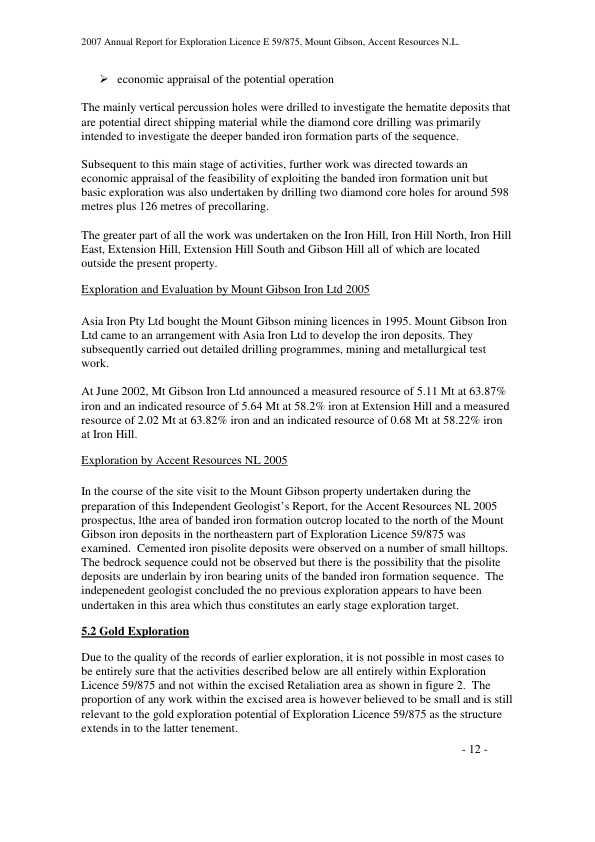 2007 Annual Report for Exploration Licence E 59/875, Mount Gibson, Accent Resources N.L.
➢ economic appraisal of the potential operation
The mainly vertical percussion holes were drilled to investigate the hematite deposits that
are potential direct shipping material while the diamond core drilling was primarily
intended to investigate the deeper banded iron formation parts of the sequence.
Subsequent to this main stage of activities, further work was directed towards an
economic appraisal of the feasibility of exploiting the banded iron formation unit but
basic exploration was also undertaken by drilling two diamond core holes for around 598
metres plus 126 metres of precollaring.
The greater part of all the work was undertaken on the Iron Hill, Iron Hill North, Iron Hill
East, Extension Hill, Extension Hill South and Gibson Hill all of which are located
outside the present property.
Exploration and Evaluation by Mount Gibson Iron Ltd 2005
Asia Iron Pty Ltd bought the Mount Gibson mining licences in 1995. Mount Gibson Iron
Ltd came to an arrangement with Asia Iron Ltd to develop the iron deposits. They
subsequently carried out detailed drilling programmes, mining and metallurgical test
work.
At June 2002, Mt Gibson Iron Ltd announced a measured resource of 5.11 Mt at 63.87%
iron and an indicated resource of 5.64 Mt at 58.2% iron at Extension Hill and a measured
resource of 2.02 Mt at 63.82% iron and an indicated resource of 0.68 Mt at 58.22% iron
at Iron Hill.
Exploration by Accent Resources NL 2005
In the course of the site visit to the Mount Gibson property undertaken during the
preparation of this Independent Geologist's Report, for the Accent Resources NL 2005
prospectus, lthe area of banded iron formation outcrop located to the north of the Mount
Gibson iron deposits in the northeastern part of Exploration Licence 59/875 was
examined.  Cemented iron pisolite deposits were observed on a number of small hilltops.
The bedrock sequence could not be observed but there is the possibility that the pisolite
deposits are underlain by iron bearing units of the banded iron formation sequence.  The
indepenedent geologist concluded the no previous exploration appears to have been
undertaken in this area which thus constitutes an early stage exploration target.
5.2 Gold Exploration
Due to the quality of the records of earlier exploration, it is not possible in most cases to
be entirely sure that the activities described below are all entirely within Exploration
Licence 59/875 and not within the excised Retaliation area as shown in figure 2.  The
proportion of any work within the excised area is however believed to be small and is still
relevant to the gold exploration potential of Exploration Licence 59/875 as the structure
extends in to the latter tenement.
- 12 -